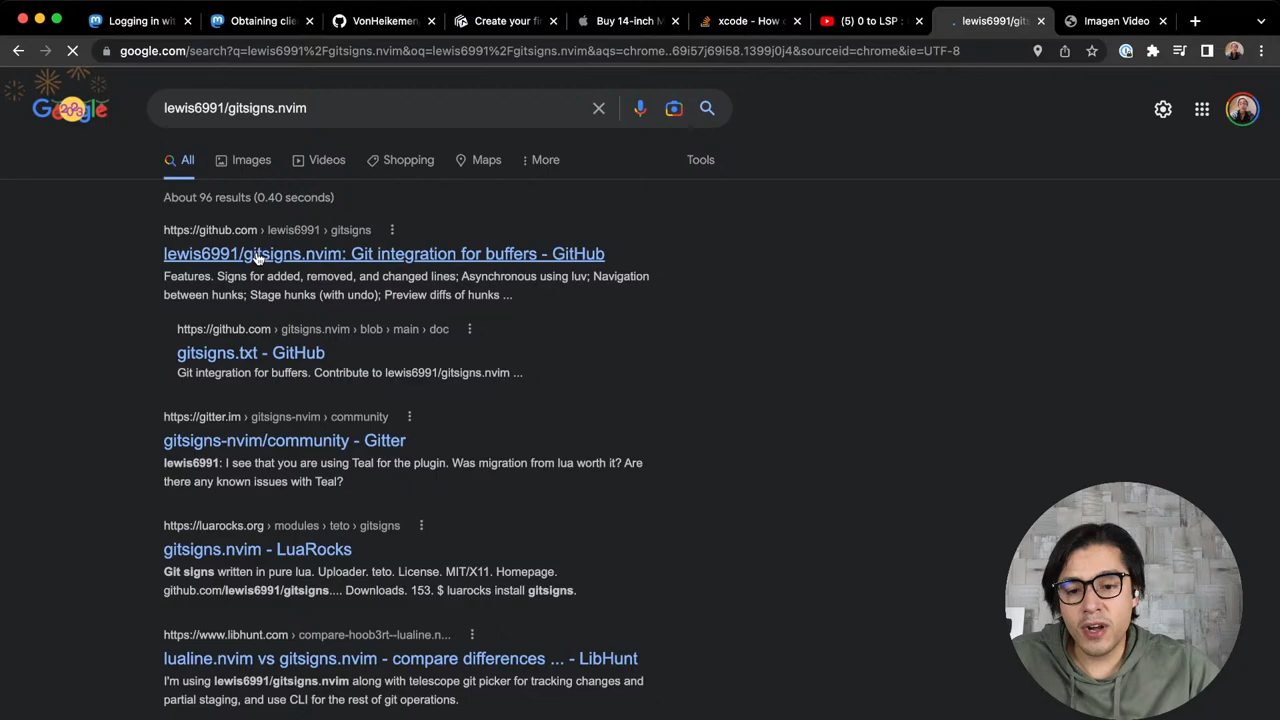 Logging in wit
Obtaining clie
VonHeikemen
Create your fi
Buy 14-inch M
xcode - How c
(5) 0 to LSP :
lewis6991/gits
Imagen Video
google.com/search?q=lewis6991%2Fgitsigns.nvim&oq=lewis6991%2Fgitsigns.nvim&aqs=chrome..69i57j69i58.1399j0j4&sourceid=chrome&ie=UTF-8
lewis6991/gitsigns.nvim
All
Images
Videos
Shopping
Maps
More
Tools
About 96 results (0.40 seconds)
https://github.com › lewis6991 › gitsigns
lewis6991/gitsigns.nvim: Git integration for buffers - GitHub
Features. Signs for added, removed, and changed lines; Asynchronous using luv; Navigation
between hunks; Stage hunks (with undo); Preview diffs of hunks ...
https://github.com › gitsigns.nvim › blob › main › doc
gitsigns.txt - GitHub
Git integration for buffers. Contribute to lewis6991/gitsigns.nvim ...
https://gitter.im › gitsigns-nvim › community
gitsigns-nvim/community - Gitter
lewis6991: I see that you are using Teal for the plugin. Was migration from lua worth it? Are
there any known issues with Teal?
https://luarocks.org › modules › teto › gitsigns
gitsigns.nvim - LuaRocks
Git signs written in pure lua. Uploader. teto. License. MIT/X11. Homepage.
github.com/lewis6991/gitsigns.... Downloads. 153. $ luarocks install gitsigns.
https://www.libhunt.com › compare-hoob3rt--lualine.n...
lualine.nvim vs gitsigns.nvim - compare differences ... - LibHunt
I'm using lewis6991/gitsigns.nvim along with telescope git picker for tracking changes and
partial staging, and use CLI for the rest of git operations.